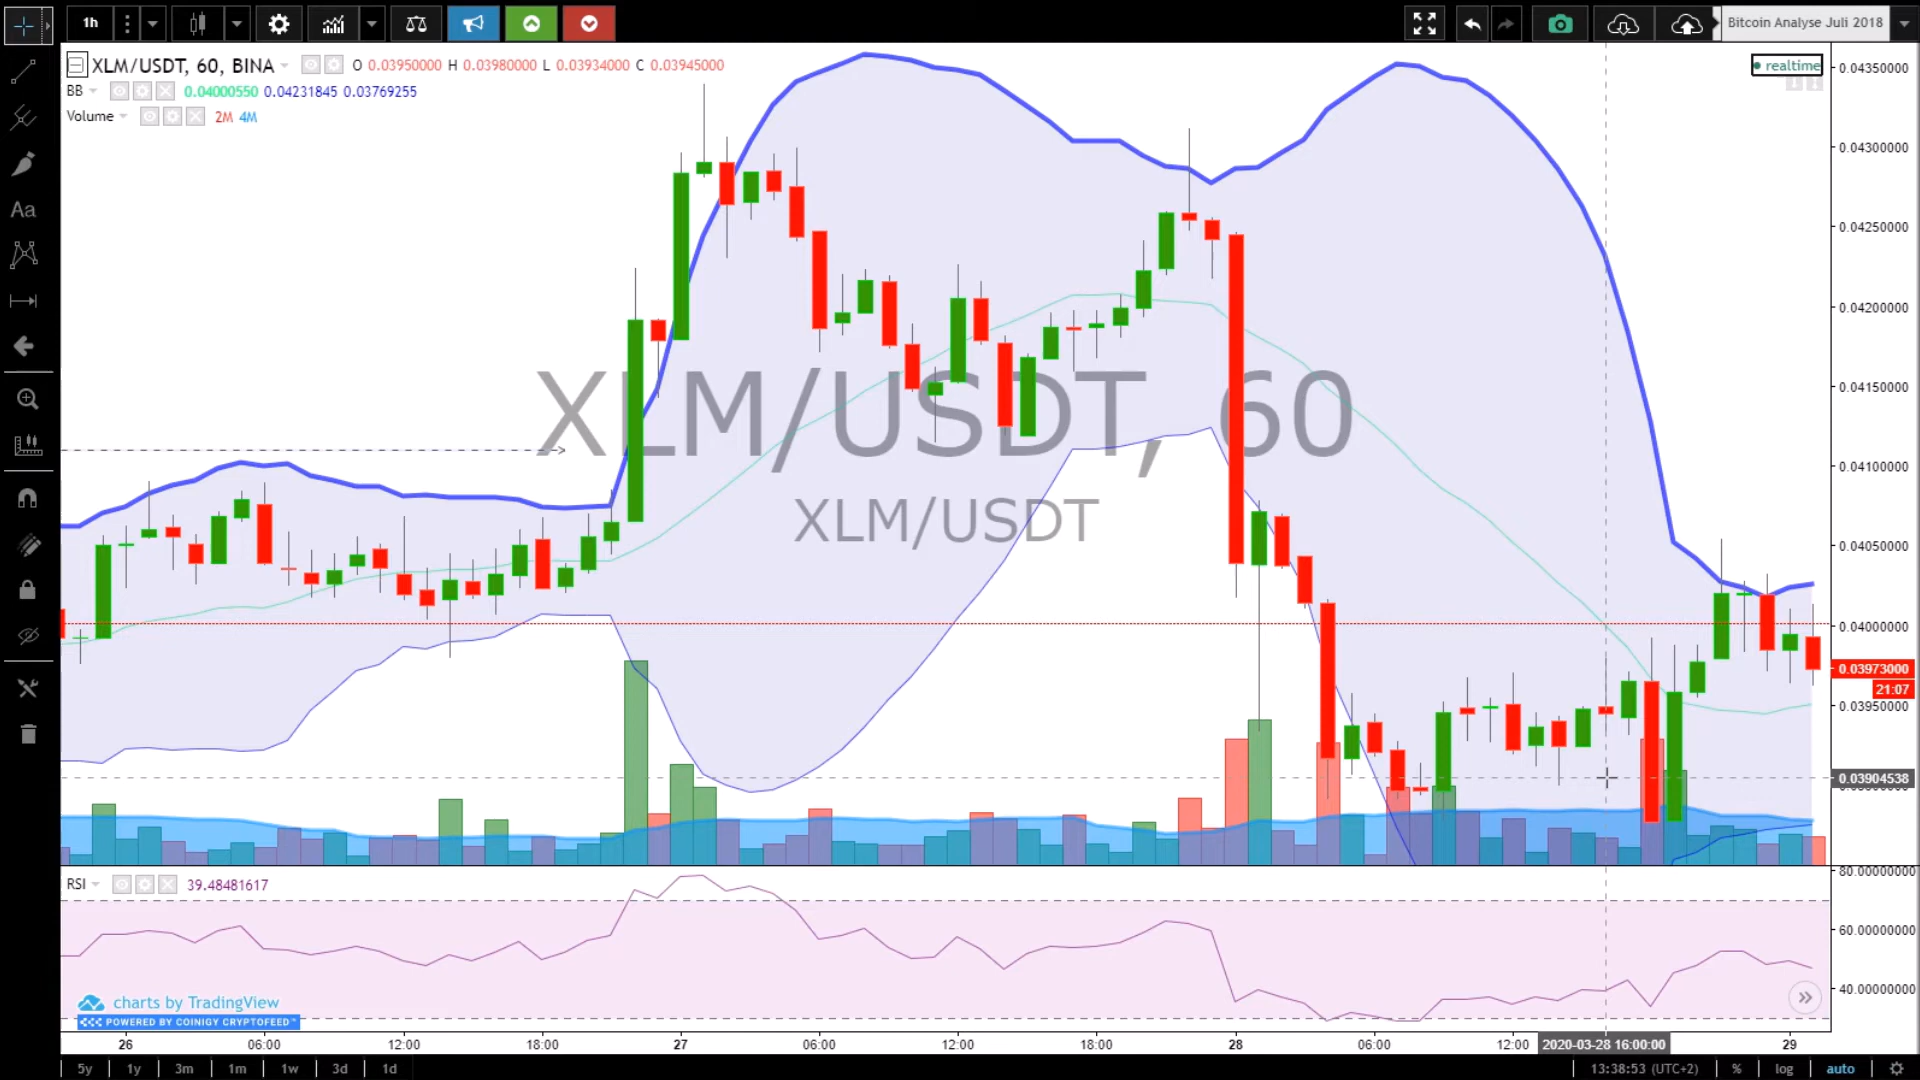 1h
Bitcoin Analyse Juli 2018
XLM/USDT, 60, BINA O 0.03950000 H 0.03980000 L 0.03934000 C 0.03945000
realtime
BB 0.04000550 0.04231845 0.03769255
Volume 2M 4M
Aa
XLM/USDT, 60
XLM/USDT
0.04350000
0.04300000
0.04250000
0.04200000
0.04150000
0.04100000
0.04050000
0.04000000
0.03973000
21:07
0.03950000
0.03904538
RSI 39.48481617
80.00000000
60.00000000
40.00000000
charts by TradingView
POWERED BY COINIGY CRYPTOFEED™
26 06:00 12:00 18:00 27 06:00 12:00 18:00 28 06:00 12:00 2020-03-28 16:00:00 29
5y 1y 3m 1m 1w 3d 1d 13:38:53 (UTC+2) % log auto